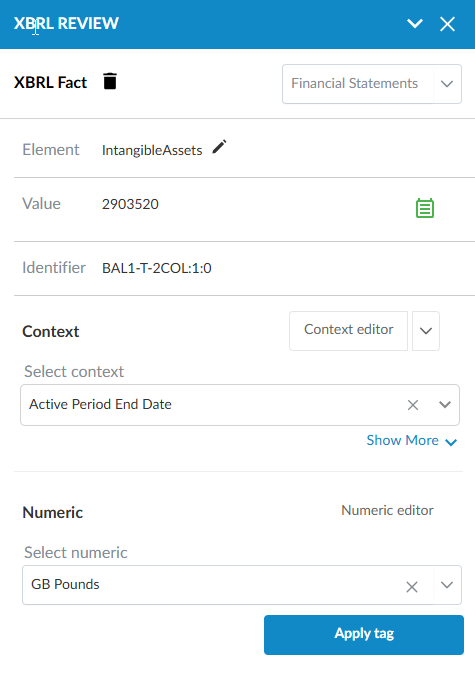 XBRL REVIEW
XBRL Fact Financial Statements
Element IntangibleAssets
Value 2903520
Identifier BAL1-T-2COL:1:0
Context Context editor
Select context
Active Period End Date
Show More
Numeric Numeric editor
Select numeric
GB Pounds
Apply tag